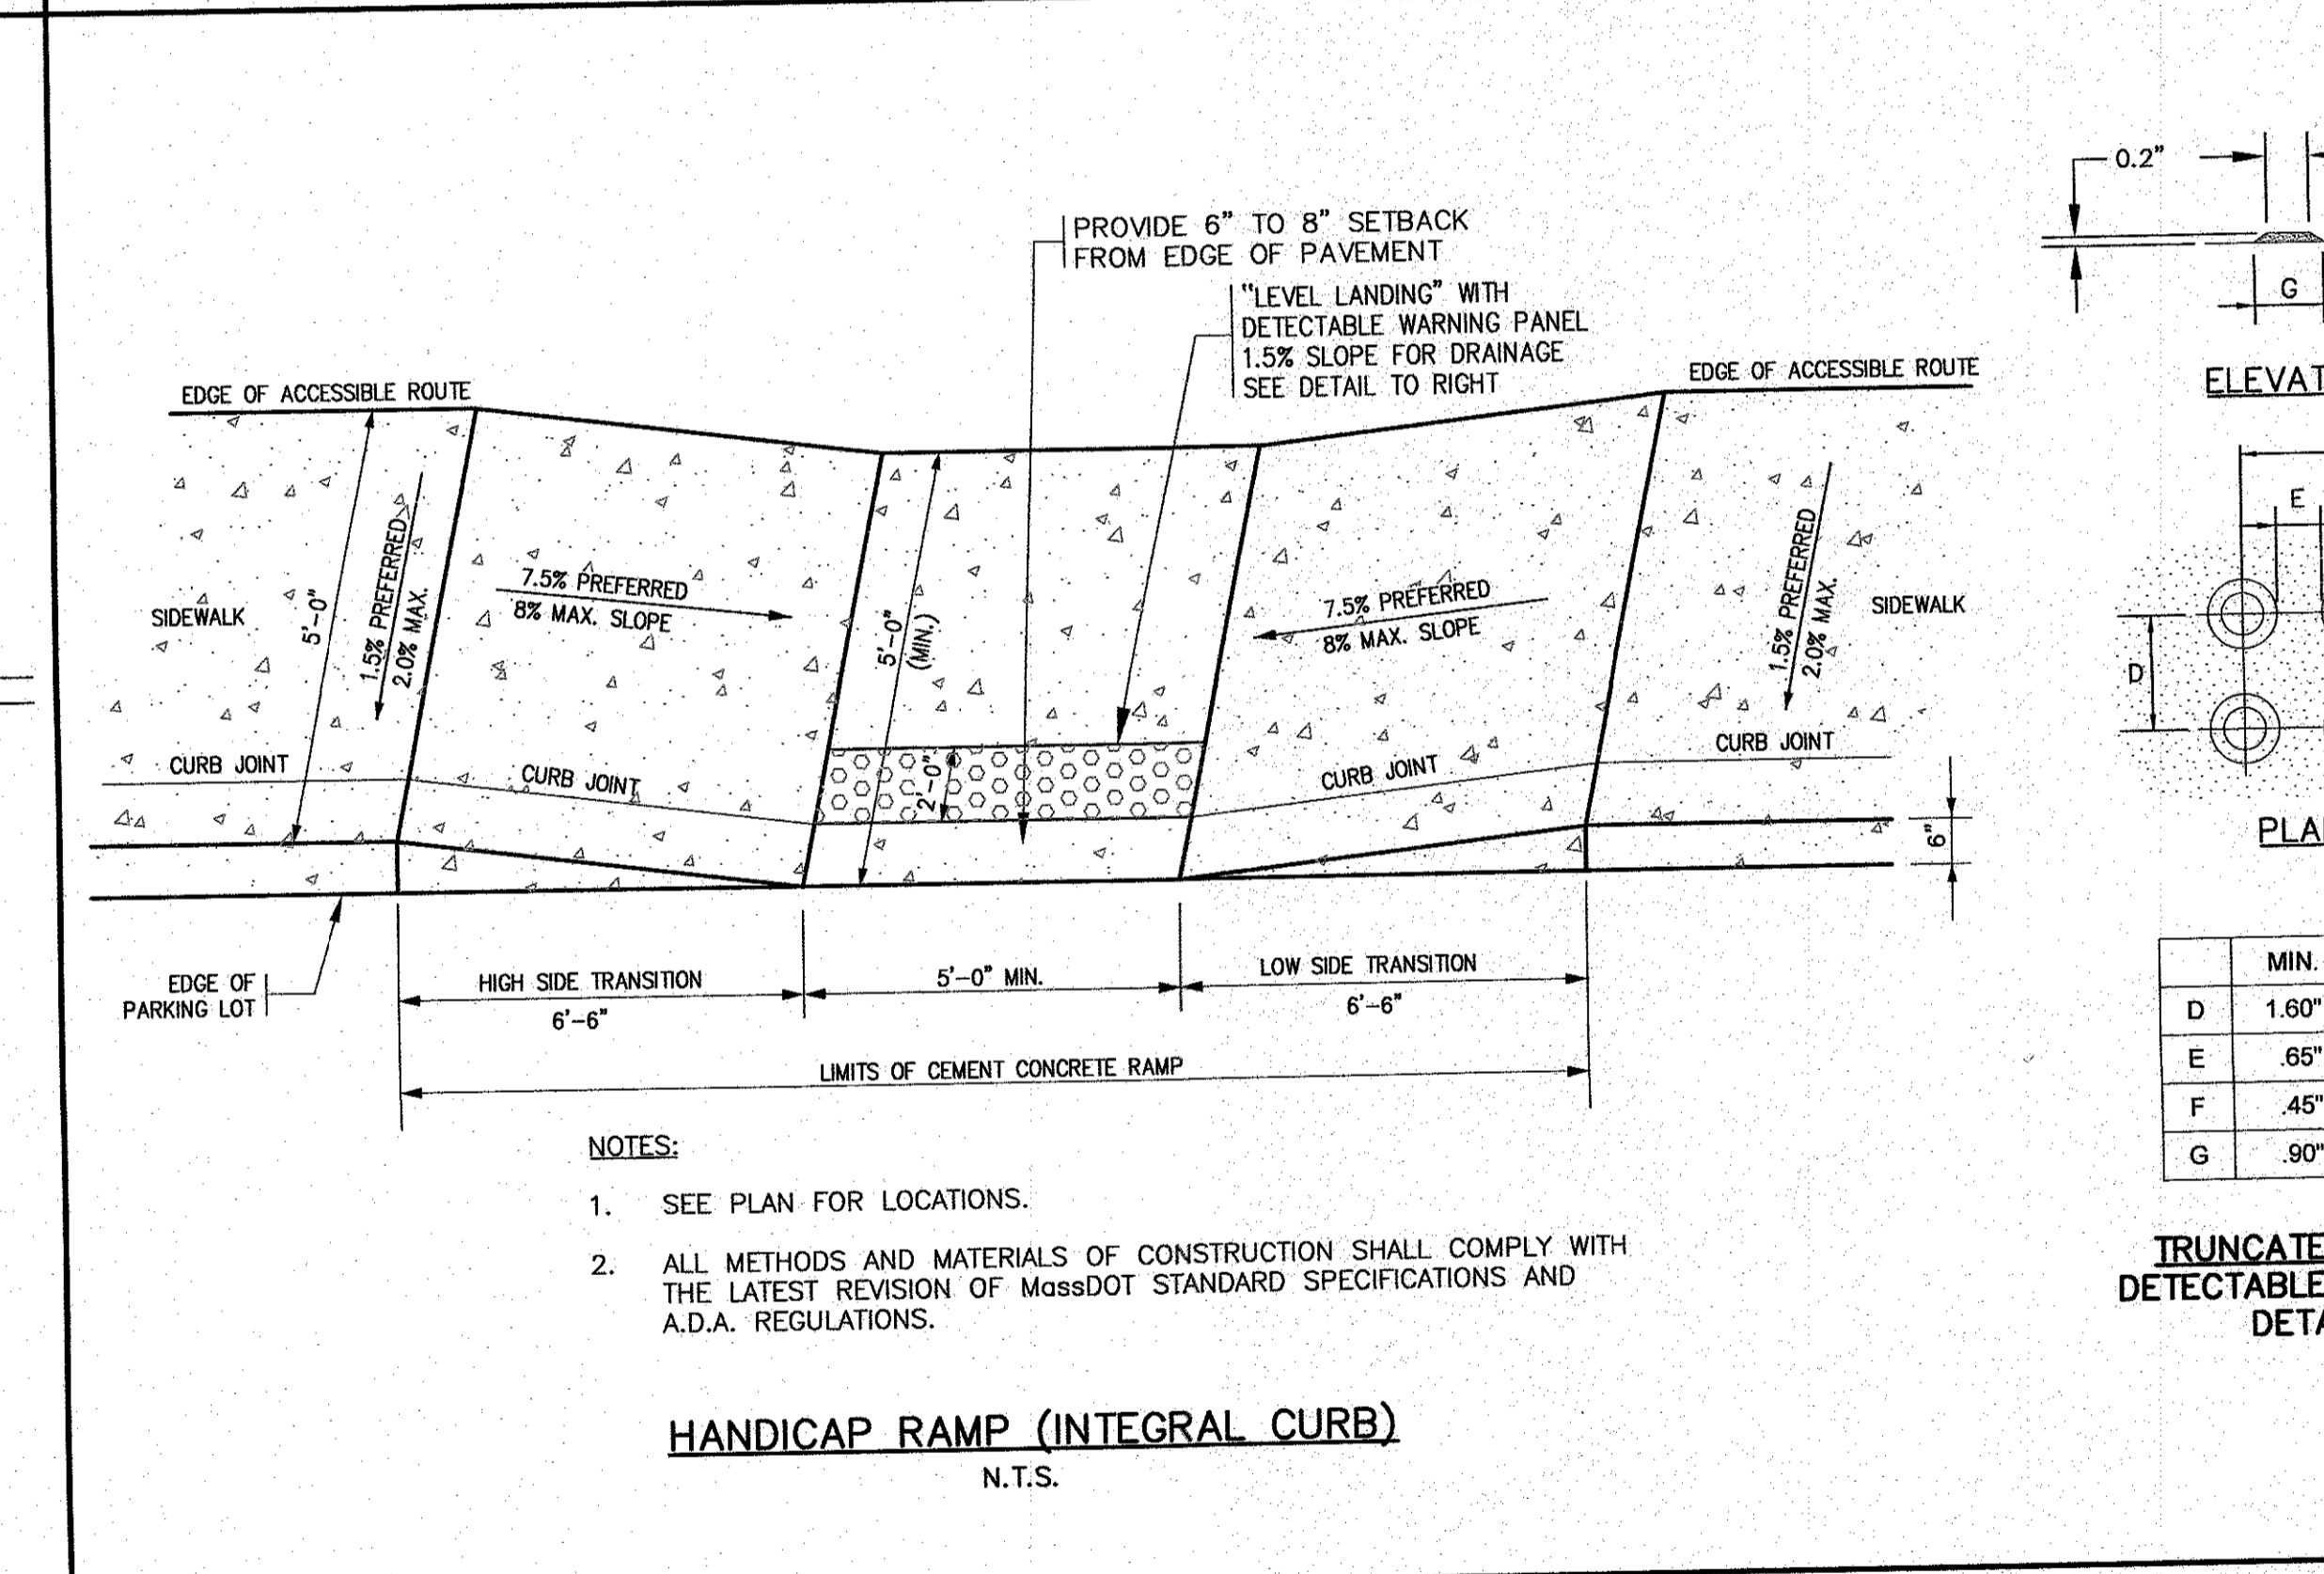 PROVIDE 6" TO 8" SETBACK
FROM EDGE OF PAVEMENT
"LEVEL LANDING" WITH
DETECTABLE WARNING PANEL
1.5% SLOPE FOR DRAINAGE
SEE DETAIL TO RIGHT
EDGE OF ACCESSIBLE ROUTE
EDGE OF ACCESSIBLE ROUTE
SIDEWALK
5'-0"
1.5% PREFERRED
2.0% MAX.
7.5% PREFERRED
8% MAX. SLOPE
5'-0"
(MIN.)
7.5% PREFERRED
8% MAX. SLOPE
1.5% PREFERRED
2.0% MAX.
SIDEWALK
CURB JOINT
CURB JOINT
2'-0"
CURB JOINT
CURB JOINT
6"
EDGE OF
PARKING LOT
HIGH SIDE TRANSITION
6'-6"
5'-0" MIN.
LOW SIDE TRANSITION
6'-6"
LIMITS OF CEMENT CONCRETE RAMP
NOTES:
1. SEE PLAN FOR LOCATIONS.
2. ALL METHODS AND MATERIALS OF CONSTRUCTION SHALL COMPLY WITH
THE LATEST REVISION OF MassDOT STANDARD SPECIFICATIONS AND
A.D.A. REGULATIONS.
HANDICAP RAMP (INTEGRAL CURB)
N.T.S.
0.2"
G
ELEVAT
E
D
PLA
MIN.
D 1.60"
E .65"
F .45"
G .90"
TRUNCATE
DETECTABLE
DETA